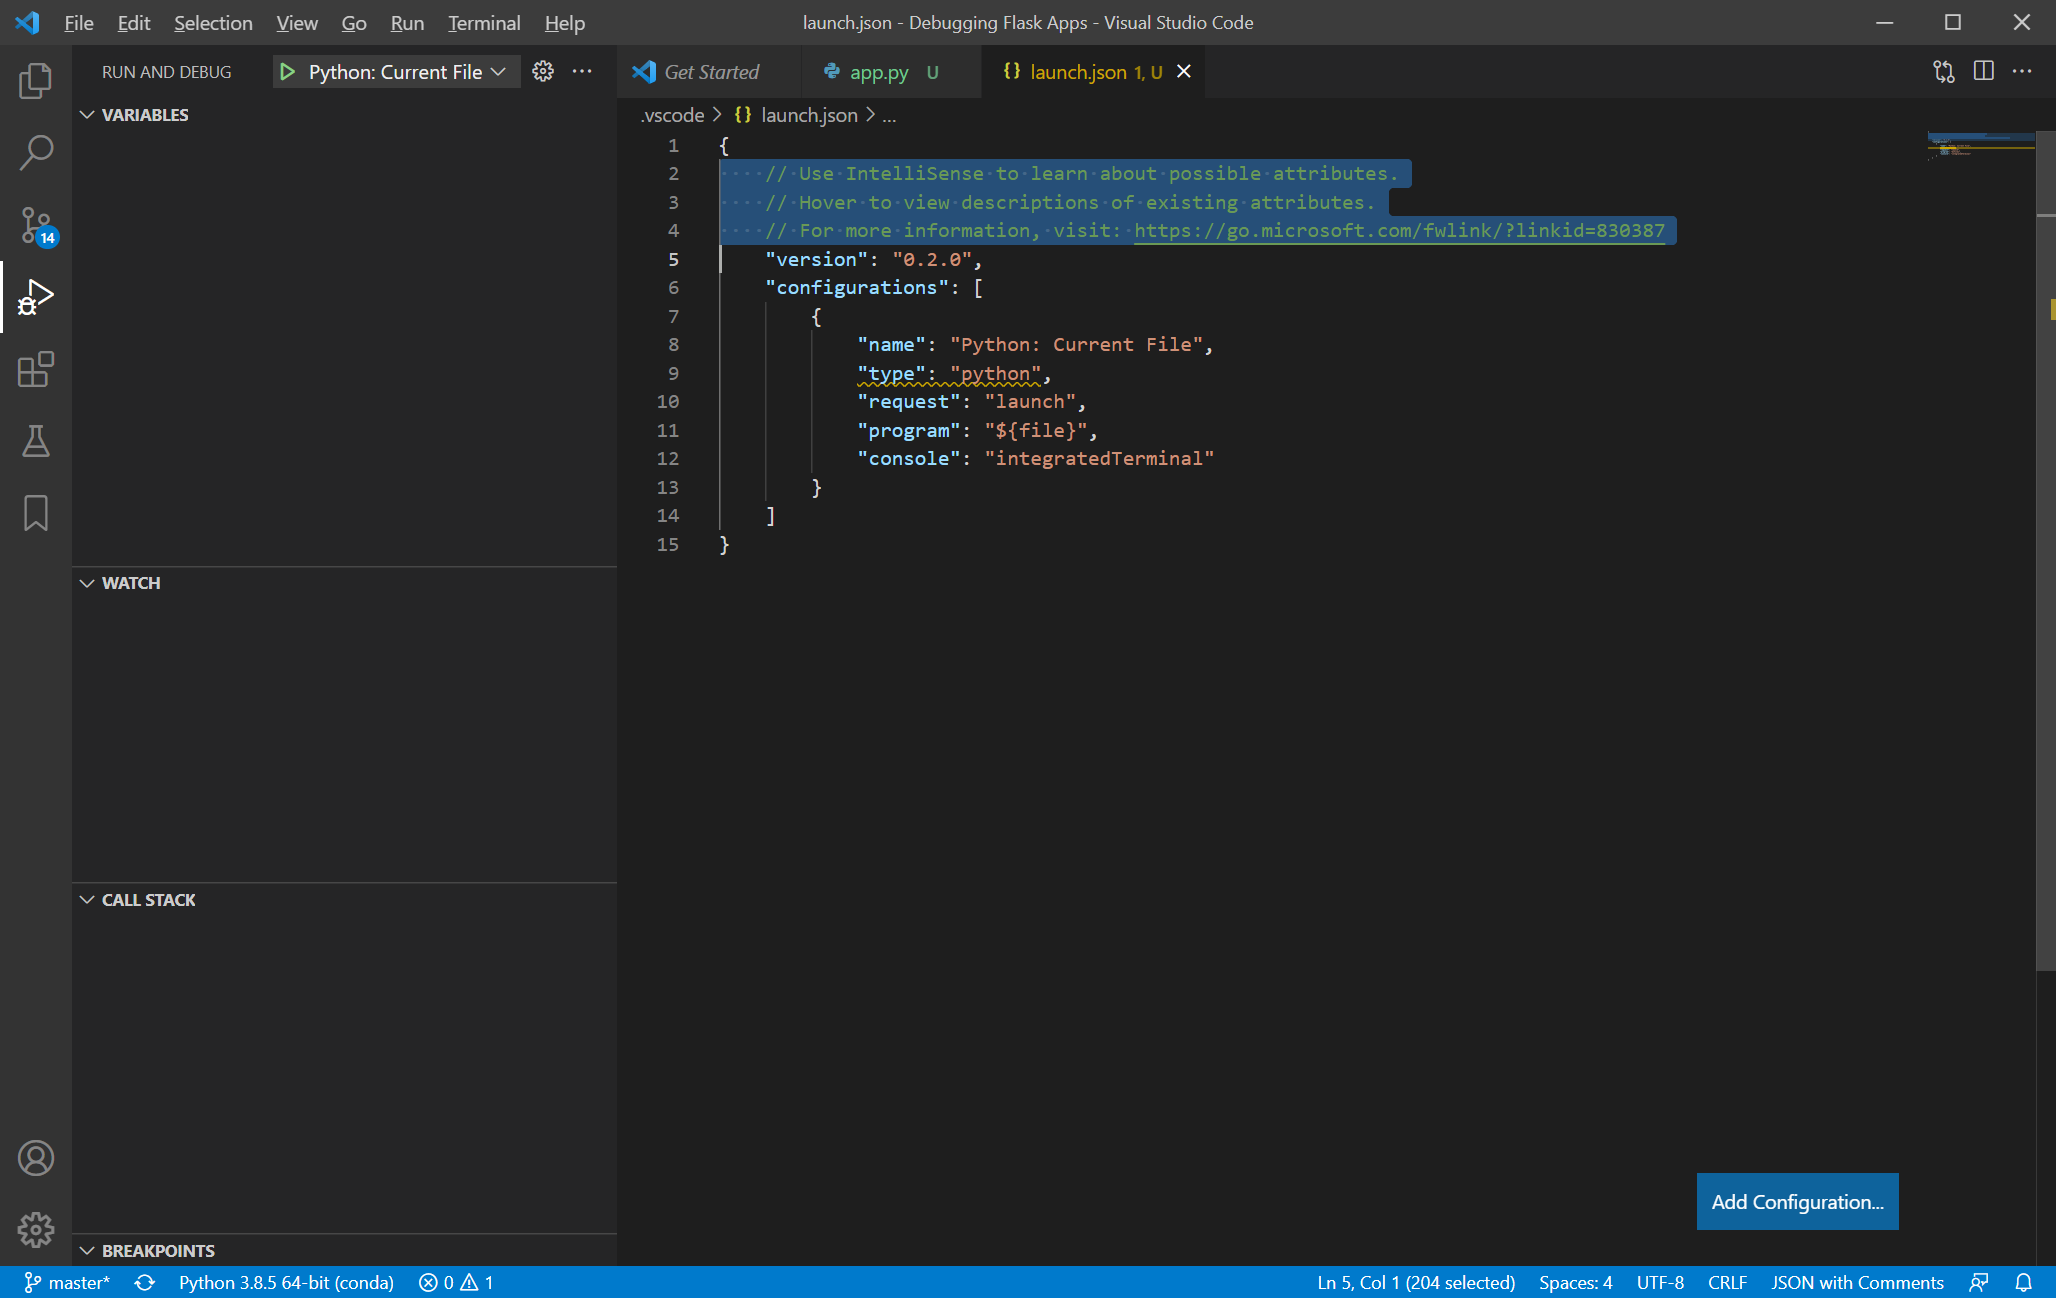 File Edit Selection View Go Run Terminal Help
launch.json - Debugging Flask Apps - Visual Studio Code
RUN AND DEBUG
Python: Current File
Get Started
app.py U
launch.json 1, U
VARIABLES
.vscode > {} launch.json > ...
1 {
2 // Use IntelliSense to learn about possible attributes.
3 // Hover to view descriptions of existing attributes.
4 // For more information, visit: https://go.microsoft.com/fwlink/?linkid=830387
5 "version": "0.2.0",
6 "configurations": [
7 {
8 "name": "Python: Current File",
9 "type": "python",
10 "request": "launch",
11 "program": "${file}",
12 "console": "integratedTerminal"
13 }
14 ]
15 }
14
WATCH
CALL STACK
Add Configuration...
BREAKPOINTS
master*
Python 3.8.5 64-bit (conda)
0 1
Ln 5, Col 1 (204 selected)
Spaces: 4
UTF-8
CRLF
JSON with Comments